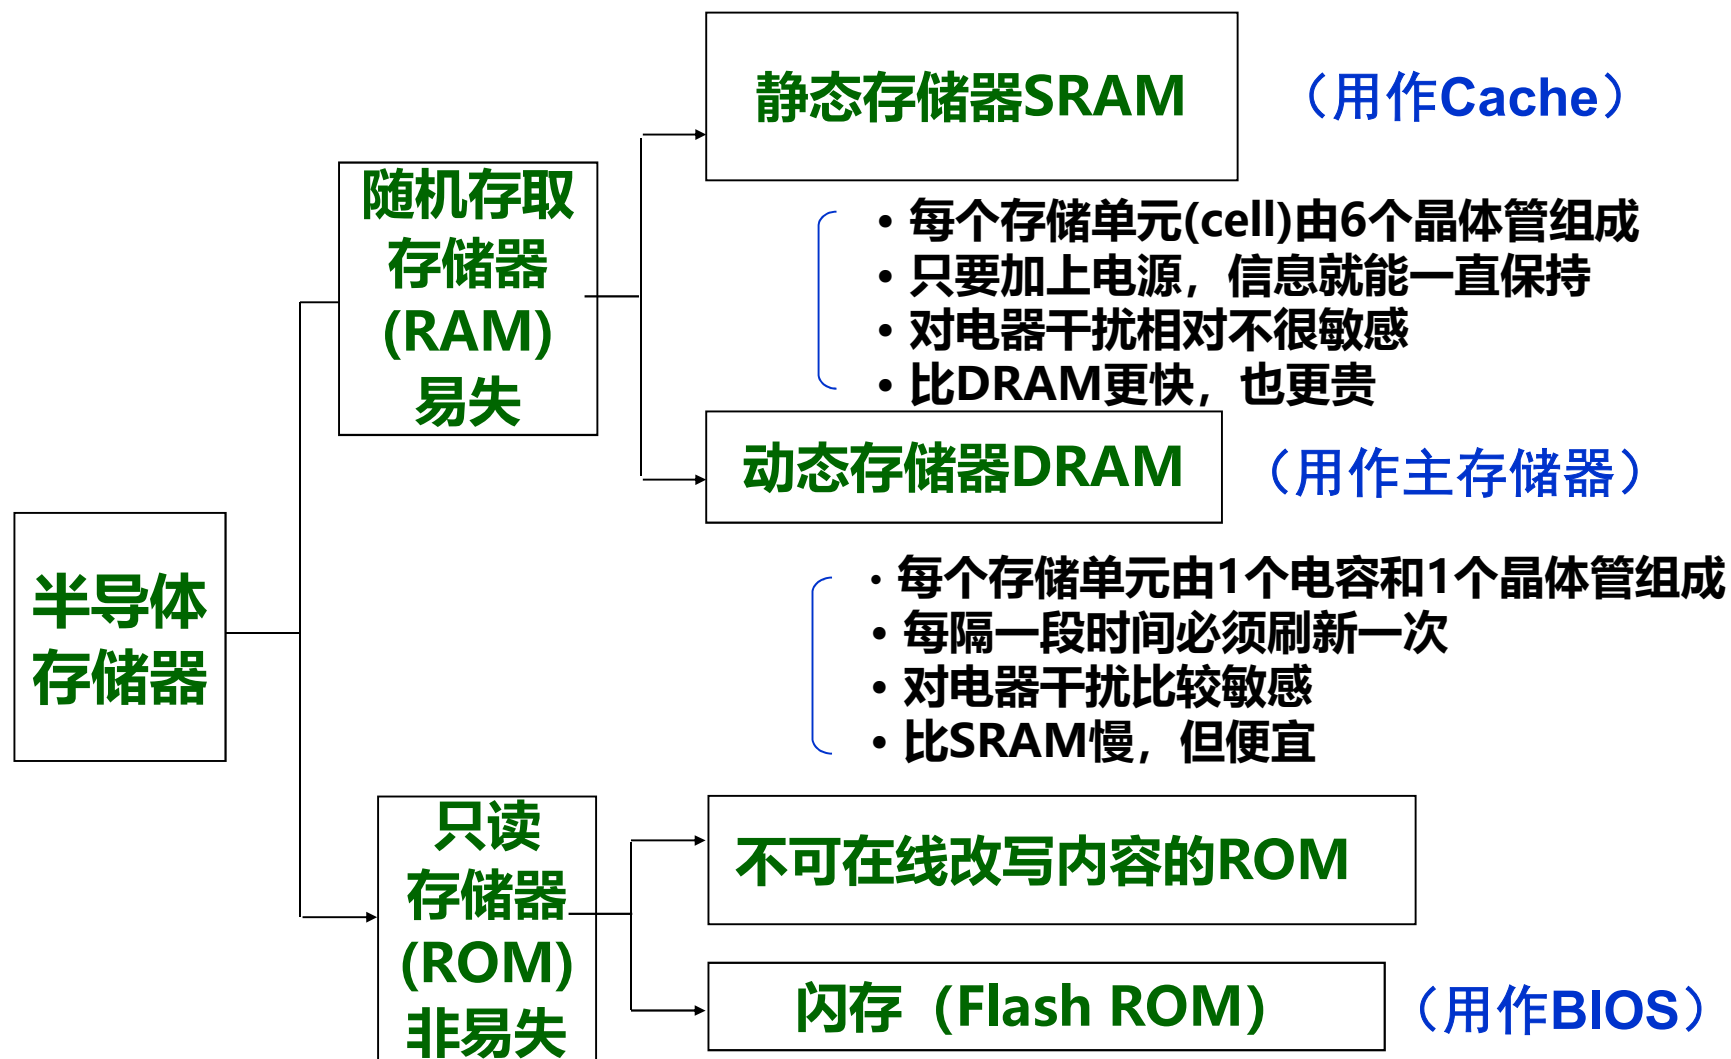 静态存储器SRAM
（用作Cache）
随机存取
存储器
(RAM)
易失
• 每个存储单元(cell)由6个晶体管组成
• 只要加上电源，信息就能一直保持
• 对电器干扰相对不很敏感
• 比DRAM更快，也更贵
动态存储器DRAM
（用作主存储器）
半导体
存储器
• 每个存储单元由1个电容和1个晶体管组成
• 每隔一段时间必须刷新一次
• 对电器干扰比较敏感
• 比SRAM慢，但便宜
只读
存储器
(ROM)
非易失
不可在线改写内容的ROM
闪存（Flash ROM）
（用作BIOS）